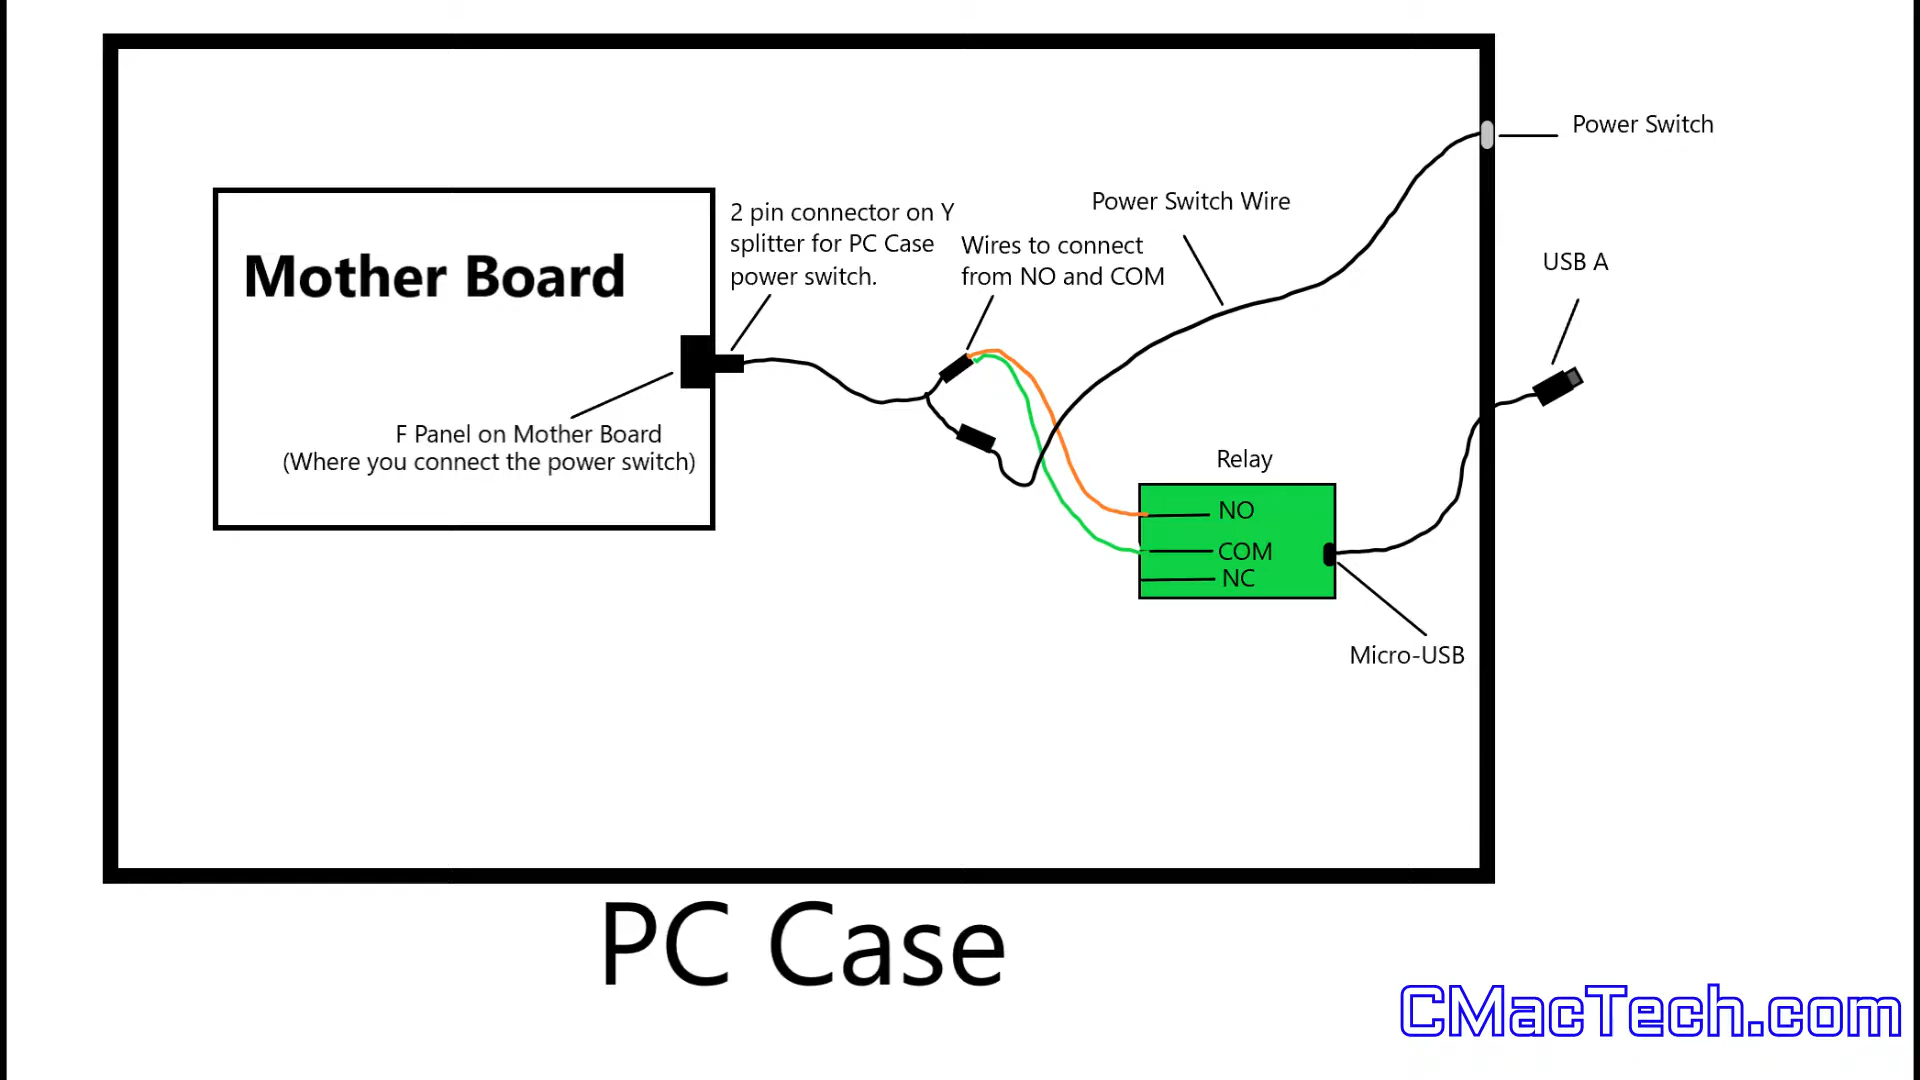 Power Switch
Power Switch Wire
2 pin connector on Y
splitter for PC Case
power switch.
Wires to connect
from NO and COM
USB A
Mother Board
F Panel on Mother Board
(Where you connect the power switch)
Relay
NO
COM
NC
Micro-USB
PC Case
CMacTech.com